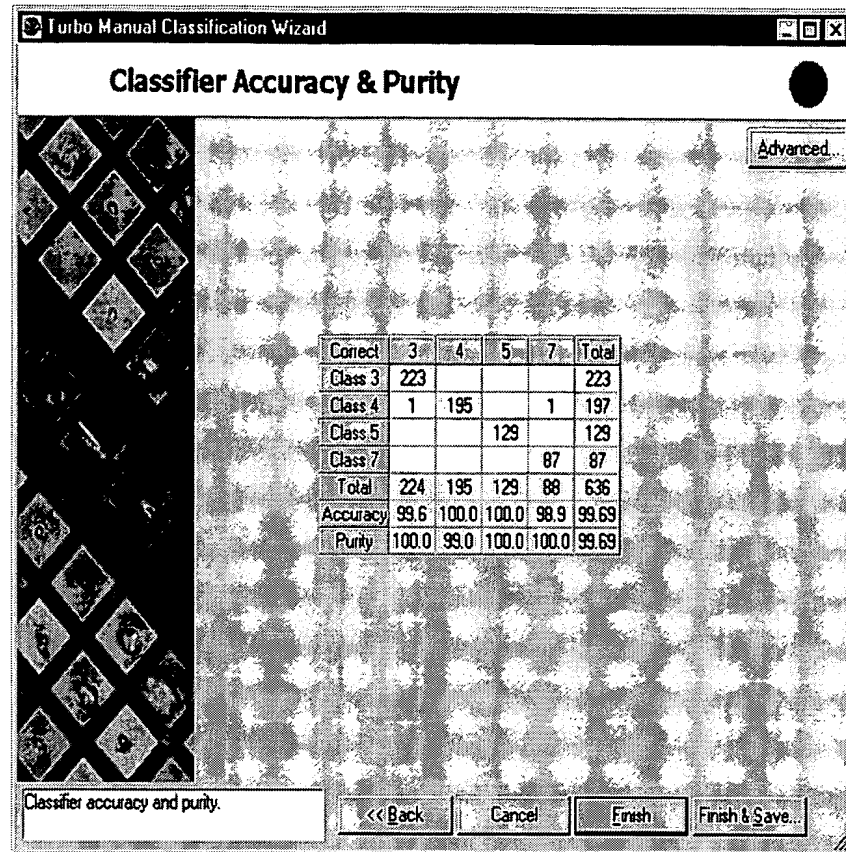 Turbo Manual Classification Wizard
Classifier Accuracy & Purity
Advanced...
Correct 3 4 5 7 Total
Class 3 223 223
Class 4 1 195 1 197
Class 5 129 129
Class 7 87 87
Total 224 195 129 88 636
Accuracy 99.6 100.0 100.0 98.9 99.69
Purity 100.0 99.0 100.0 100.0 99.69
Classifier accuracy and purity.
<< Back Cancel Finish Finish & Save...